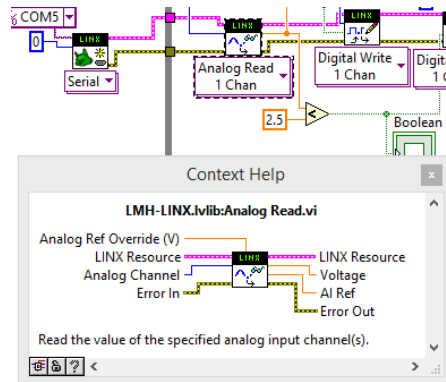 COM5
LINX
0
LINX
Serial
LINX
Analog Read
1 Chan
Digital Write
1 Chan
Digit
2.5
<
Boolean
Context Help
x
LMH-LINX.lvlib:Analog Read.vi
Analog Ref Override (V)
LINX Resource
Analog Channel
Error In
LINX
LINX Resource
Voltage
AI Ref
Error Out
Read the value of the specified analog input channel(s).
?